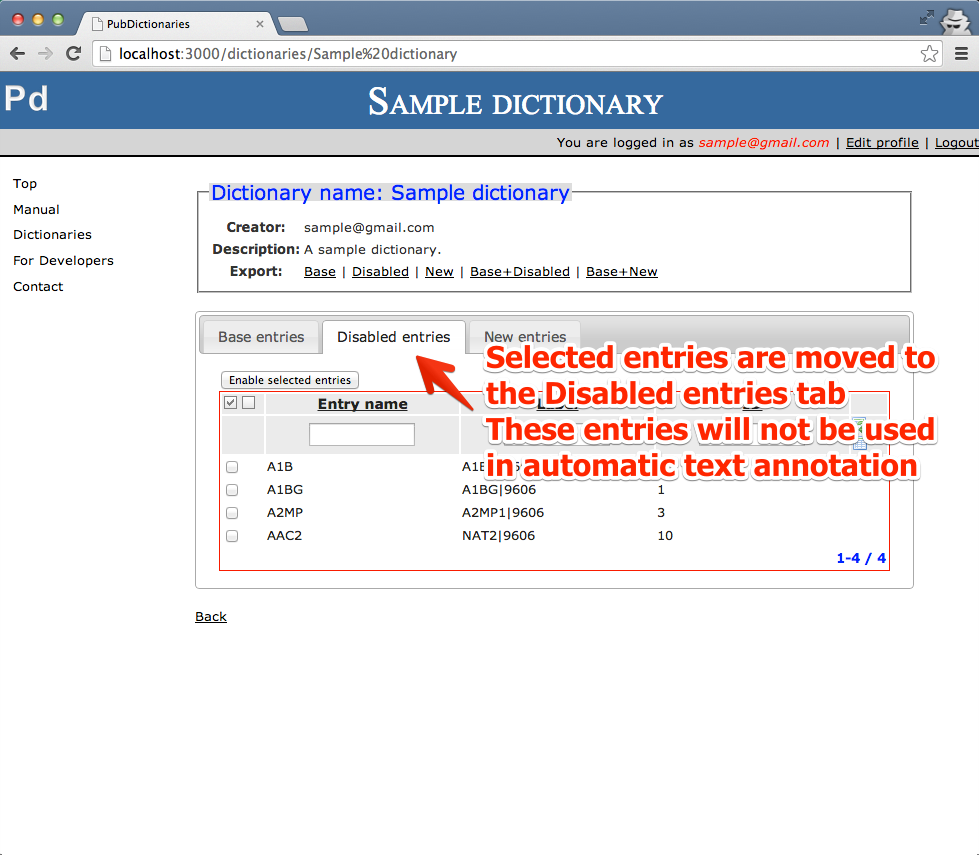 PubDictionaries
localhost:3000/dictionaries/Sample%20dictionary
Pd
SAMPLE DICTIONARY
You are logged in as sample@gmail.com | Edit profile | Logout
Top
Manual
Dictionaries
For Developers
Contact
Dictionary name: Sample dictionary
Creator: sample@gmail.com
Description: A sample dictionary.
Export: Base | Disabled | New | Base+Disabled | Base+New
Base entries Disabled entries New entries
Selected entries are moved to
the Disabled entries tab
These entries will not be used
in automatic text annotation
Enable selected entries
Entry name
A1B
A1BG A1BG|9606 1
A2MP A2MP1|9606 3
AAC2 NAT2|9606 10
1-4 / 4
Back